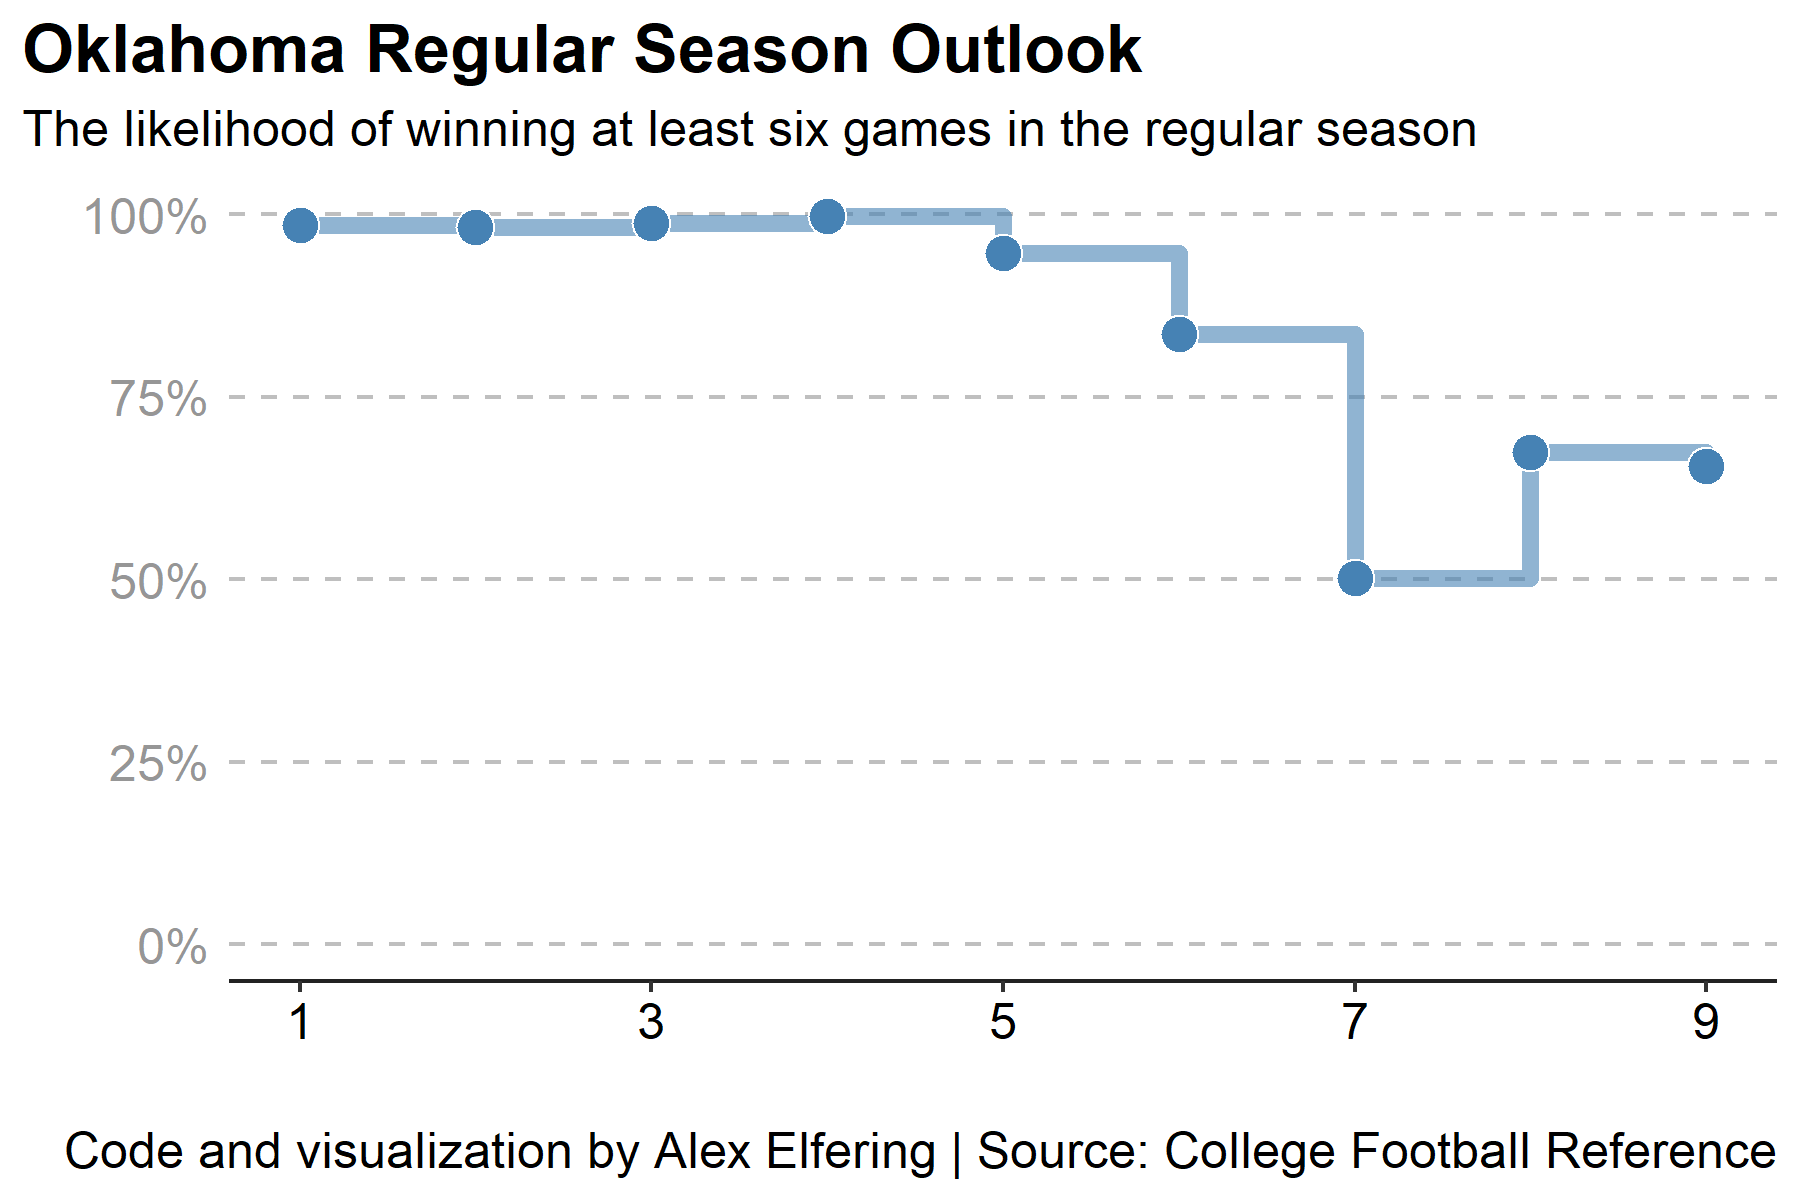 Oklahoma Regular Season Outlook
The likelihood of winning at least six games in the regular season
100%
75%
50%
25%
0%
1 3 5 7 9
Code and visualization by Alex Elfering | Source: College Football Reference